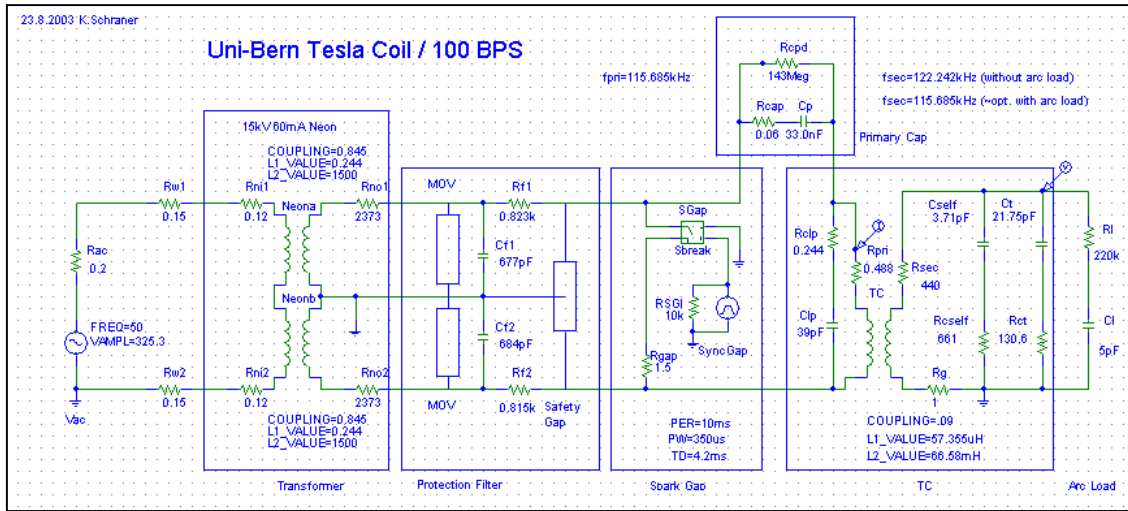 23.8.2003 K.Schraner
Uni-Bern Tesla Coil / 100 BPS
fpri=115.685kHz
Rcpd
143Meg
Rcap
Cp
0.06
33.0nF
Primary Cap
fsec=122.242kHz (without arc load)
fsec=115.685kHz (~opt. with arc load)
15kV 60mA Neon
COUPLING=0.845
L1_VALUE=0.244
L2_VALUE=1500
Rac
0.2
FREQ=50
VAMPL=325.3
Vac
Rw1
0.15
Rni1
0.12
Neona
Rno1
2373
Neonb
Rw2
0.15
Rni2
0.12
Rno2
2373
COUPLING=0.845
L1_VALUE=0.244
L2_VALUE=1500
Transformer
MOV
Rf1
0.823k
Cf1
677pF
Cf2
684pF
MOV
Rf2
0.815k
Safety
Gap
Protection Filter
SGap
Sbreak
RSGI
10k
SyncGap
Rgap
1.5
PER=10ms
PW=350us
TD=4.2ms
Spark Gap
Rclp
0.244
Clp
39pF
I
Rpri
0.488
TC
Rsec
440
Cself
3.71pF
Ct
21.75pF
V
Rl
220k
Rcself
661
Rct
130.6
Cl
5pF
Rg
1
COUPLING=.09
L1_VALUE=57.355uH
L2_VALUE=66.58mH
TC
Arc Load